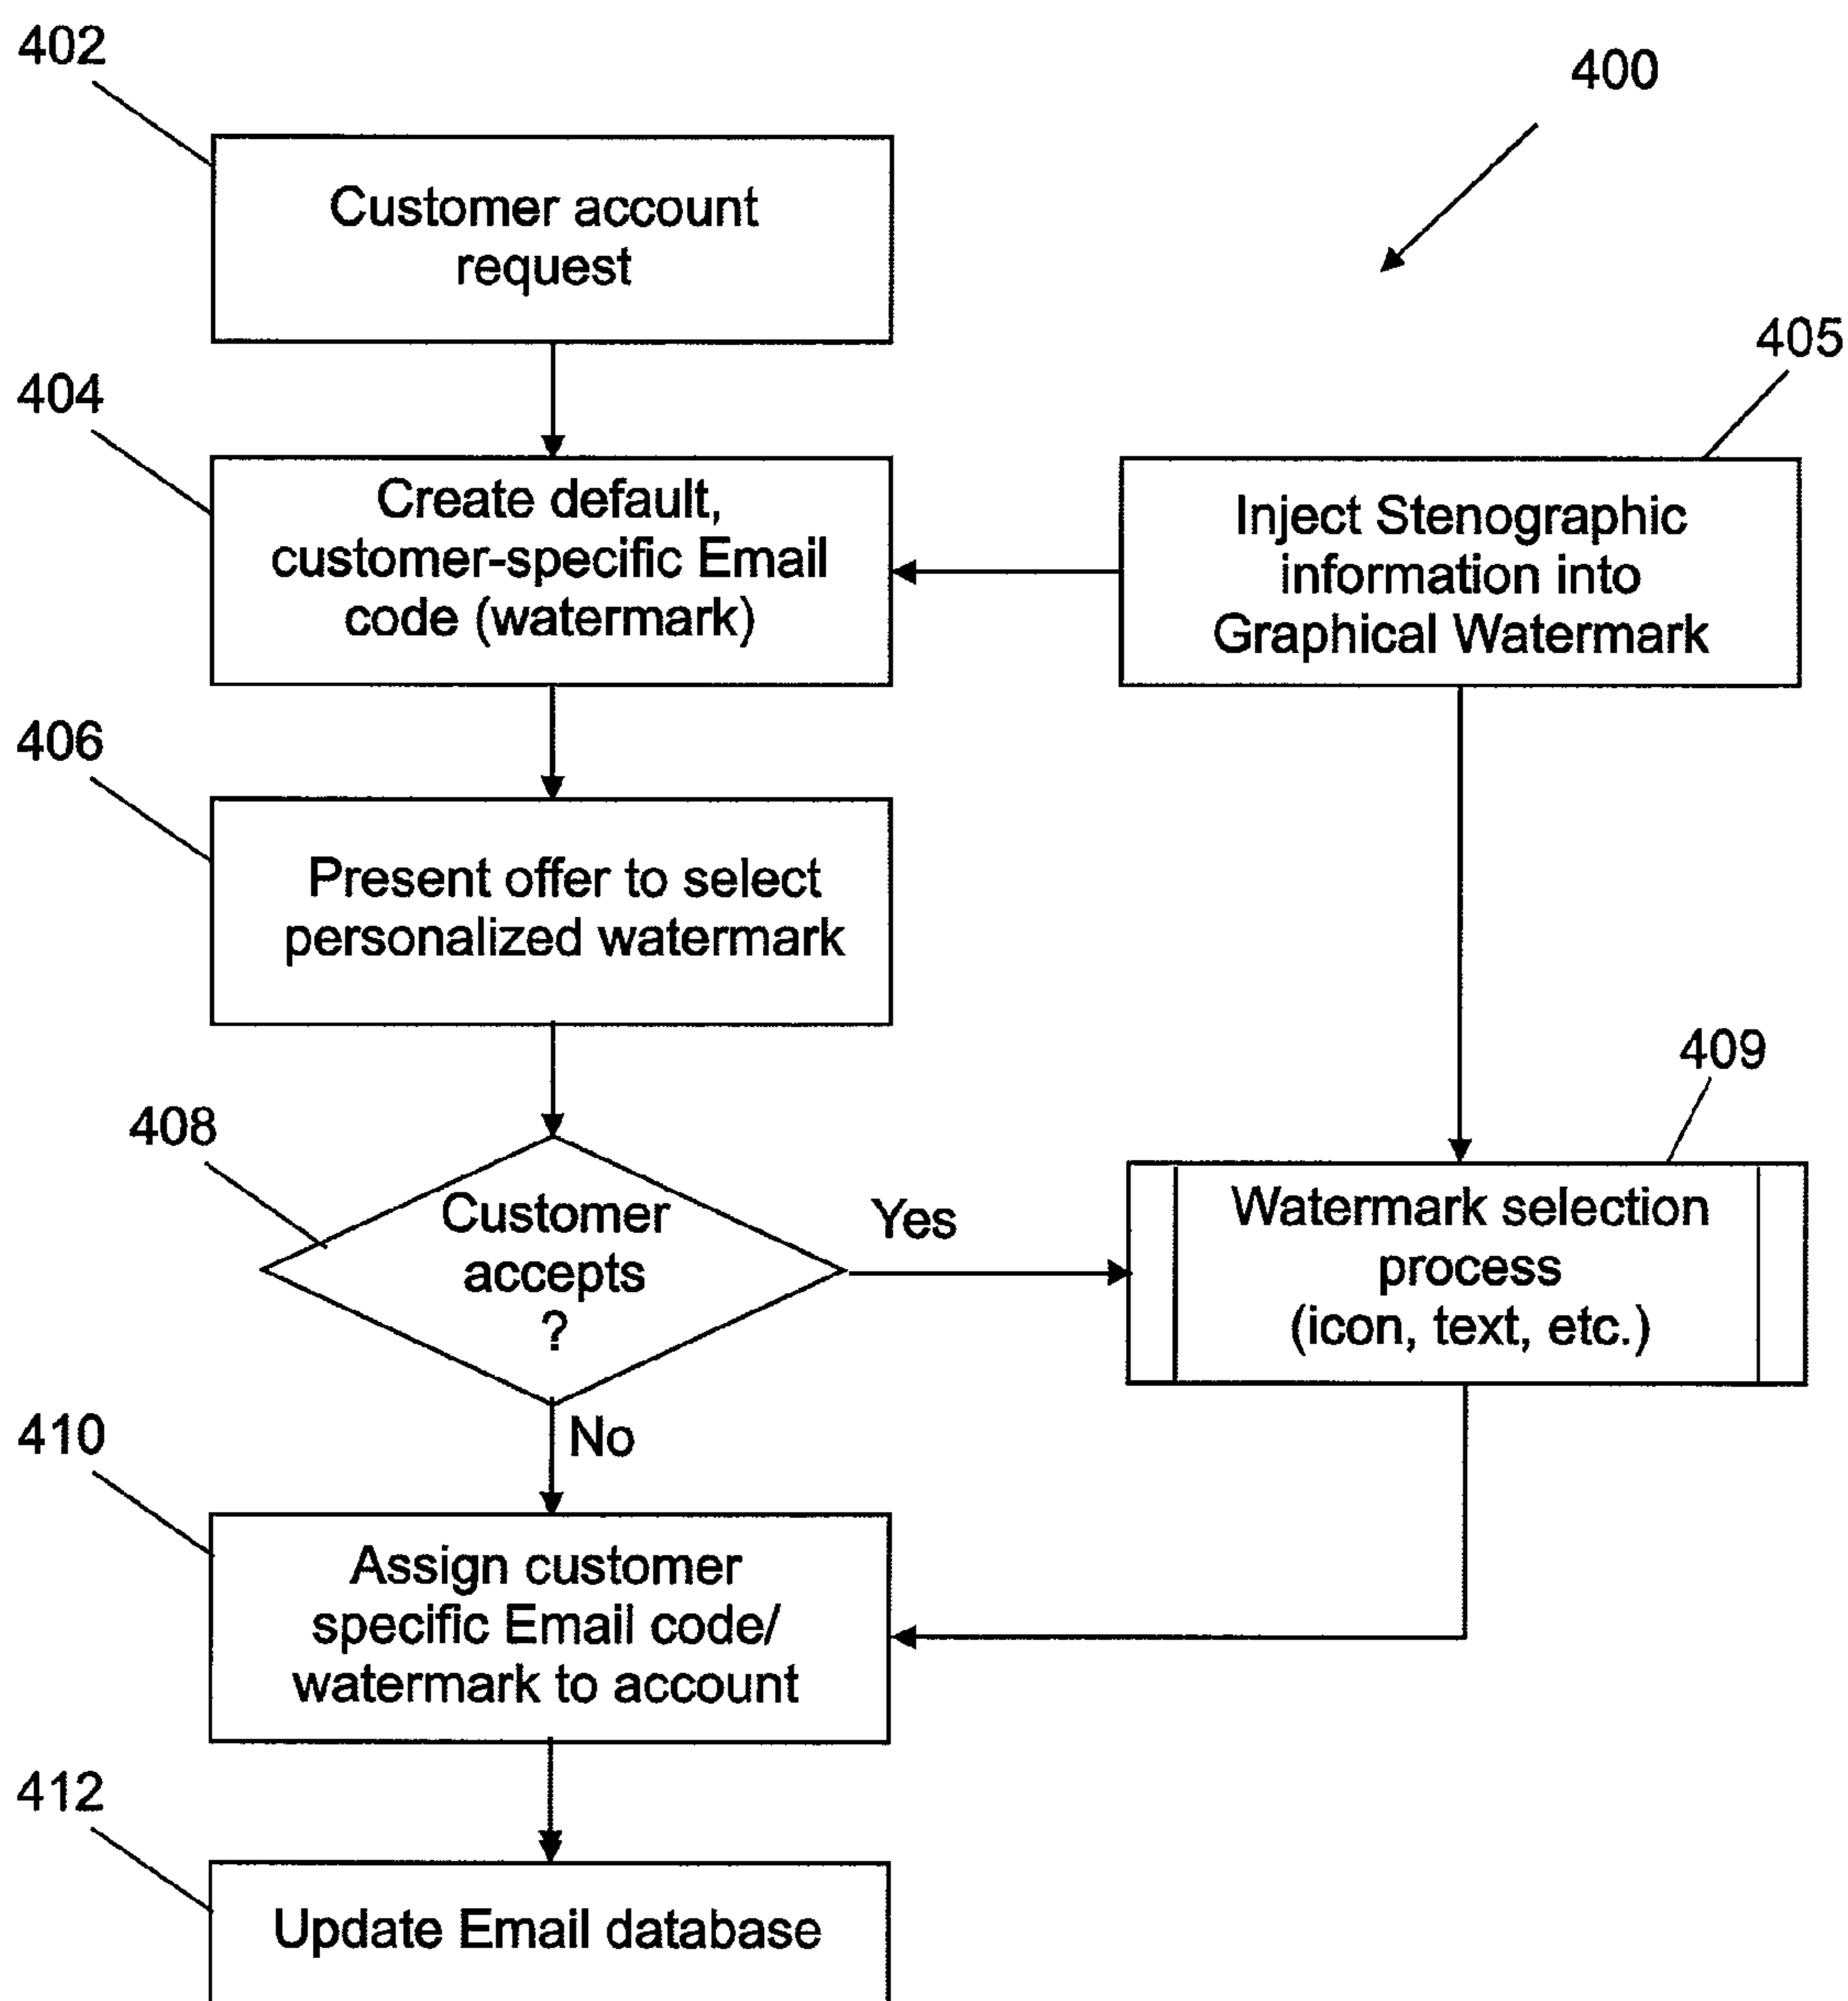 402
400
Customer account
request
405
404
Create default,
customer-specific Email
code (watermark)
Inject Stenographic
information into
Graphical Watermark
406
Present offer to select
personalized watermark
409
408
Customer
accepts
?
Yes
Watermark selection
process
(icon, text, etc.)
410
No
Assign customer
specific Email code/
watermark to account
412
Update Email database